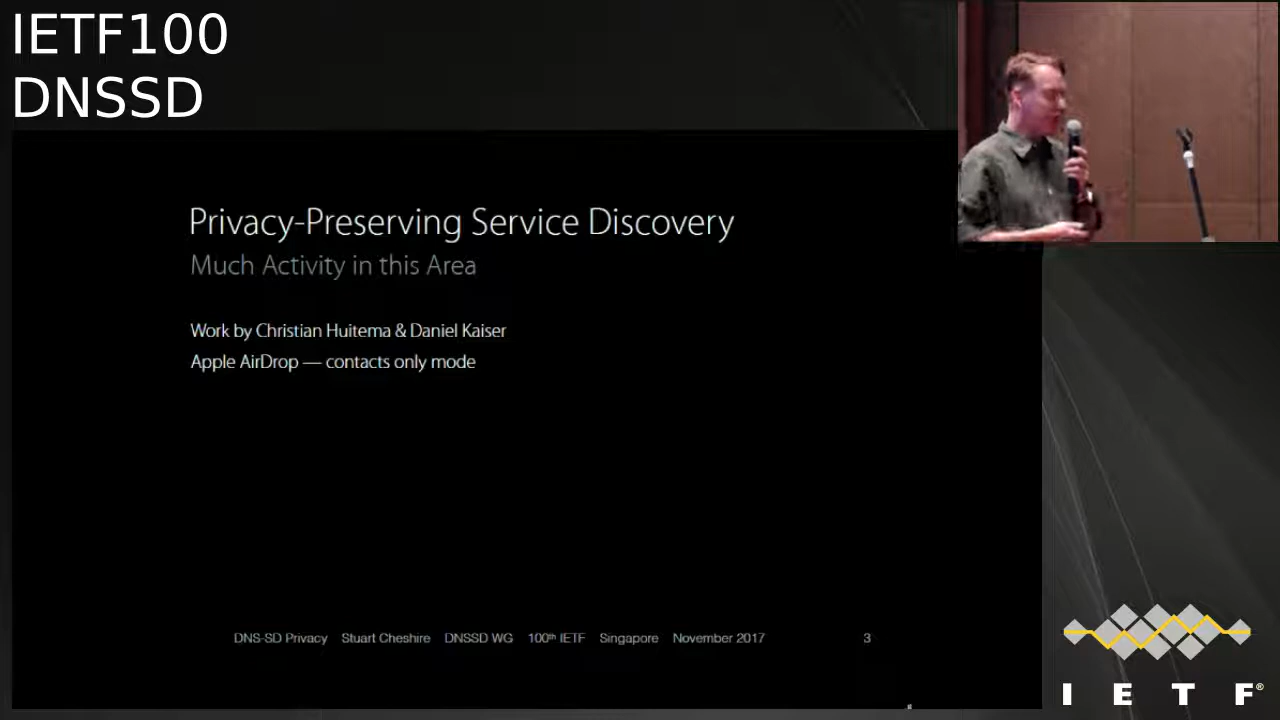 IETF100
DNSSD
Privacy-Preserving Service Discovery
Much Activity in this Area
Work by Christian Huitema & Daniel Kaiser
Apple AirDrop — contacts only mode
DNS-SD Privacy Stuart Cheshire DNSSD WG 100th IETF Singapore November 2017 3
I E T F®